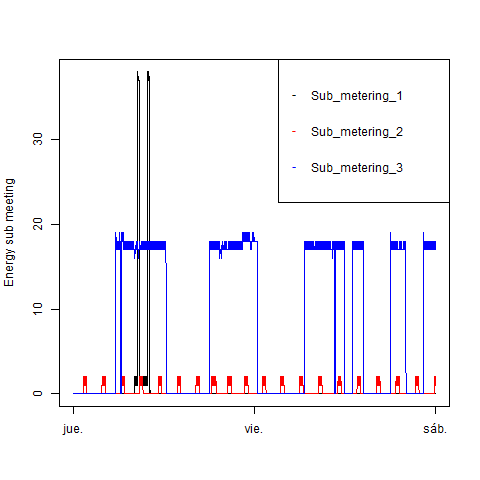 Sub_metering_1
Sub_metering_2
Sub_metering_3
Energy sub meeting
30
20
10
0
jue.
vie.
sáb.